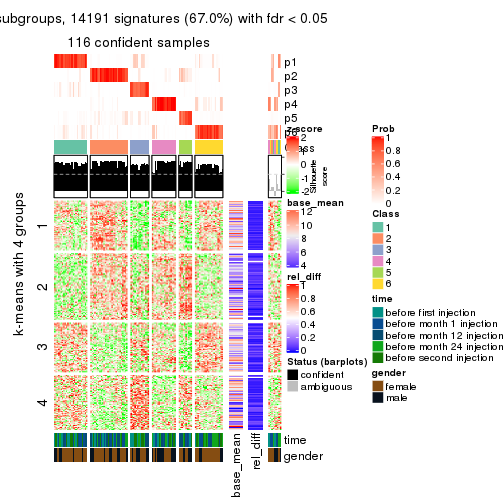 subgroups, 14191 signatures (67.0%) with fdr < 0.05
116 confident samples
p1
p2
p3
p4
p5
p6
Class
z-score
2
1
0
-1
-2
Silhouette
score
k-means with 4 groups
1
2
3
4
base_mean
12
10
8
6
4
rel_diff
1
0.8
0.6
0.4
0.2
0
Status (barplots)
confident
ambiguous
Prob
1
0.8
0.6
0.4
0.2
0
Class
1
2
3
4
5
6
time
before first injection
before month 1 injection
before month 12 injection
before month 24 injection
before second injection
gender
female
male
time
gender
base_mean
rel_diff